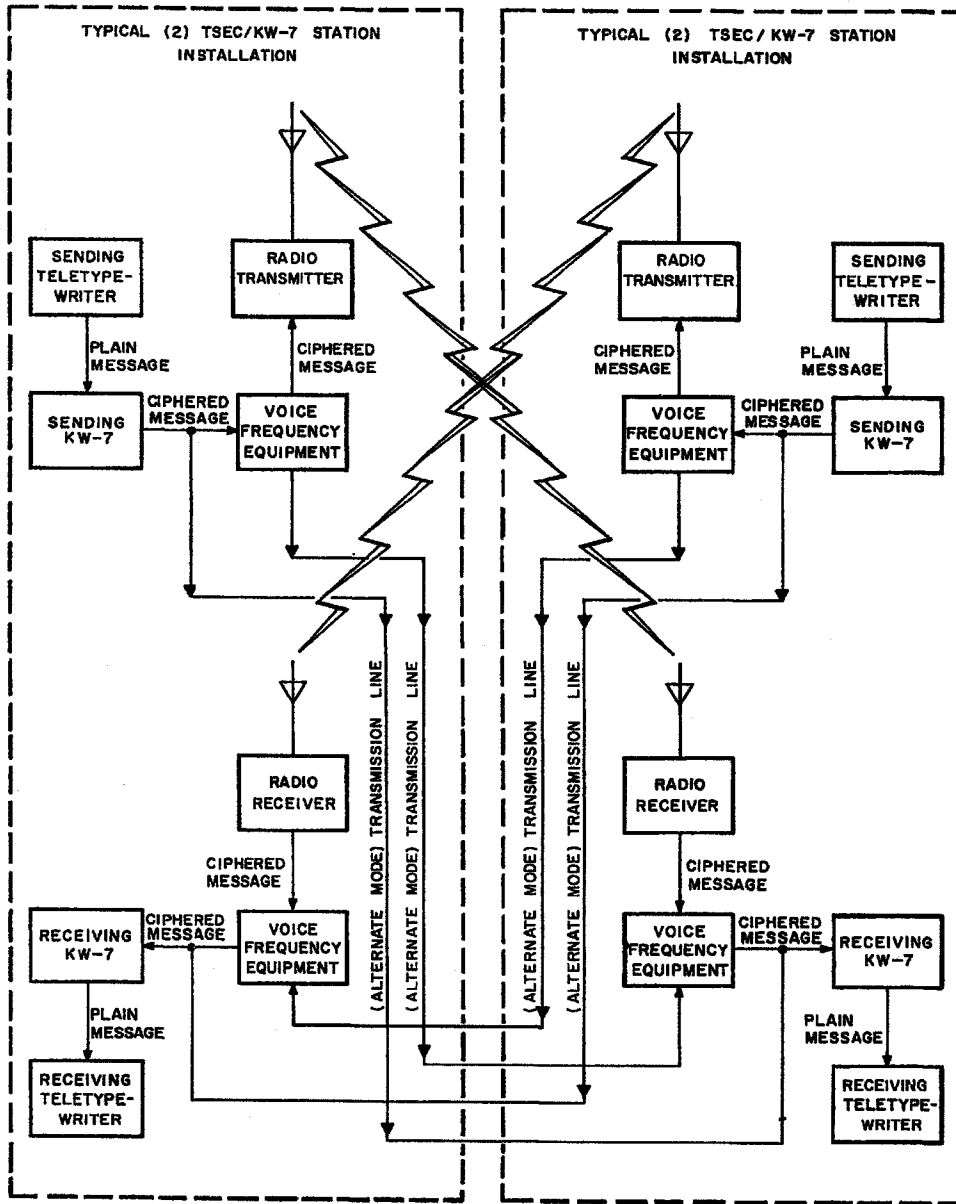 TYPICAL (2) TSEC/KW-7 STATION
INSTALLATION
TYPICAL (2) TSEC/KW-7 STATION
INSTALLATION
SENDING
TELETYPE-
WRITER
RADIO
TRANSMITTER
RADIO
TRANSMITTER
SENDING
TELETYPE-
WRITER
PLAIN
MESSAGE
CIPHERED
MESSAGE
CIPHERED
MESSAGE
PLAIN
MESSAGE
SENDING
KW-7
CIPHERED
MESSAGE
VOICE
FREQUENCY
EQUIPMENT
VOICE
FREQUENCY
EQUIPMENT
CIPHERED
MESSAGE
SENDING
KW-7
(ALTERNATE MODE) TRANSMISSION LINE
(ALTERNATE MODE) TRANSMISSION LINE
(ALTERNATE MODE) TRANSMISSION LINE
(ALTERNATE MODE) TRANSMISSION LINE
RADIO
RECEIVER
RADIO
RECEIVER
CIPHERED
MESSAGE
CIPHERED
MESSAGE
RECEIVING
KW-7
CIPHERED
MESSAGE
VOICE
FREQUENCY
EQUIPMENT
VOICE
FREQUENCY
EQUIPMENT
CIPHERED
MESSAGE
RECEIVING
KW-7
PLAIN
MESSAGE
PLAIN
MESSAGE
RECEIVING
TELETYPE-
WRITER
RECEIVING
TELETYPE-
WRITER